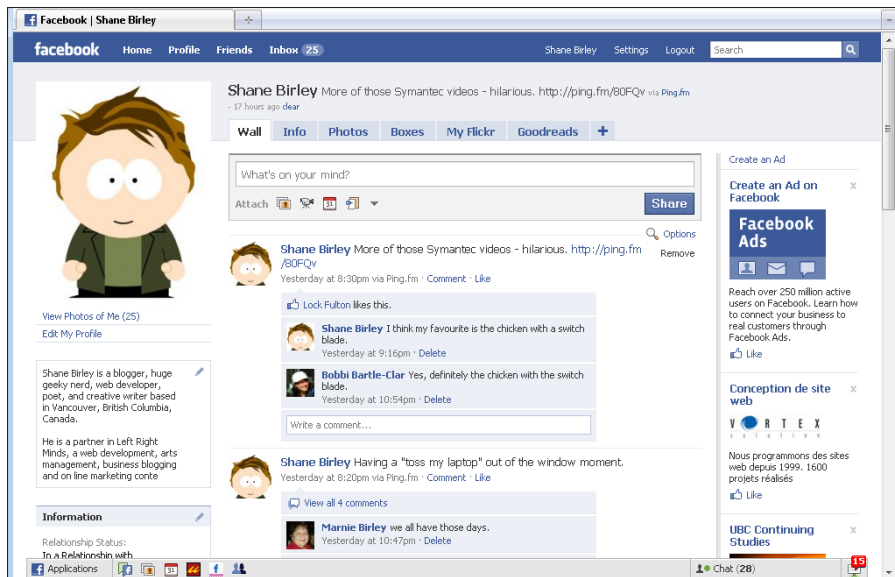 Facebook | Shane Birley
facebook Home Profile Friends Inbox 25 Shane Birley Settings Logout Search
Shane Birley More of those Symantec videos - hilarious. http://ping.fm/80FQv via Ping.fm
- 17 hours ago clear
Wall Info Photos Boxes My Flickr Goodreads +
What's on your mind?
Attach 31 Share
Options
Shane Birley More of those Symantec videos - hilarious. http://ping.fm
/80FQv
Remove
Yesterday at 8:30pm via Ping.fm · Comment · Like
Lock Fulton likes this.
Shane Birley I think my favourite is the chicken with a switch
blade.
Yesterday at 9:16pm · Delete
Bobbi Bartle-Clar Yes, definitely the chicken with the switch
blade.
Yesterday at 10:54pm · Delete
Write a comment...
Shane Birley Having a "toss my laptop" out of the window moment.
Yesterday at 8:20pm via Ping.fm · Comment · Like
View all 4 comments
Marnie Birley we all have those days.
Yesterday at 10:47pm · Delete
View Photos of Me (25)
Edit My Profile
Shane Birley is a blogger, huge
geeky nerd, web developer,
poet, and creative writer based
in Vancouver, British Columbia,
Canada.
He is a partner in Left Right
Minds, a web development, arts
management, business blogging
and on line marketing conte
Information
Relationship Status:
In a Relationship with
Create an Ad
Create an Ad on
Facebook
x
Facebook
Ads
Reach over 250 million active
users on Facebook. Learn how
to connect your business to
real customers through
Facebook Ads.
Like
Conception de site
web
x
VORTEX
solution
Nous programmons des sites
web depuis 1999. 1600
projets réalisés
Like
UBC Continuing
Studies
x
Applications 31 Chat (28) 15